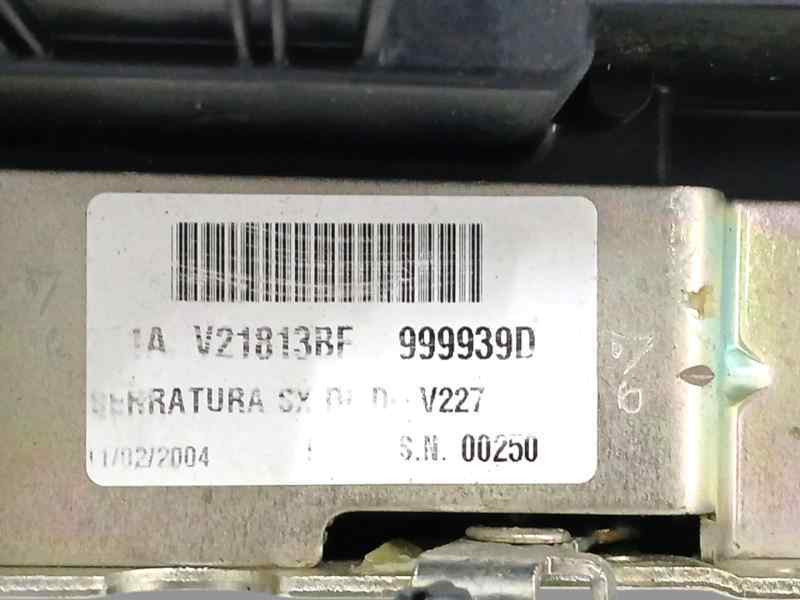 1A V21813BF 999939D
SERRATURA SX V227
11/02/2004 S.N. 00250